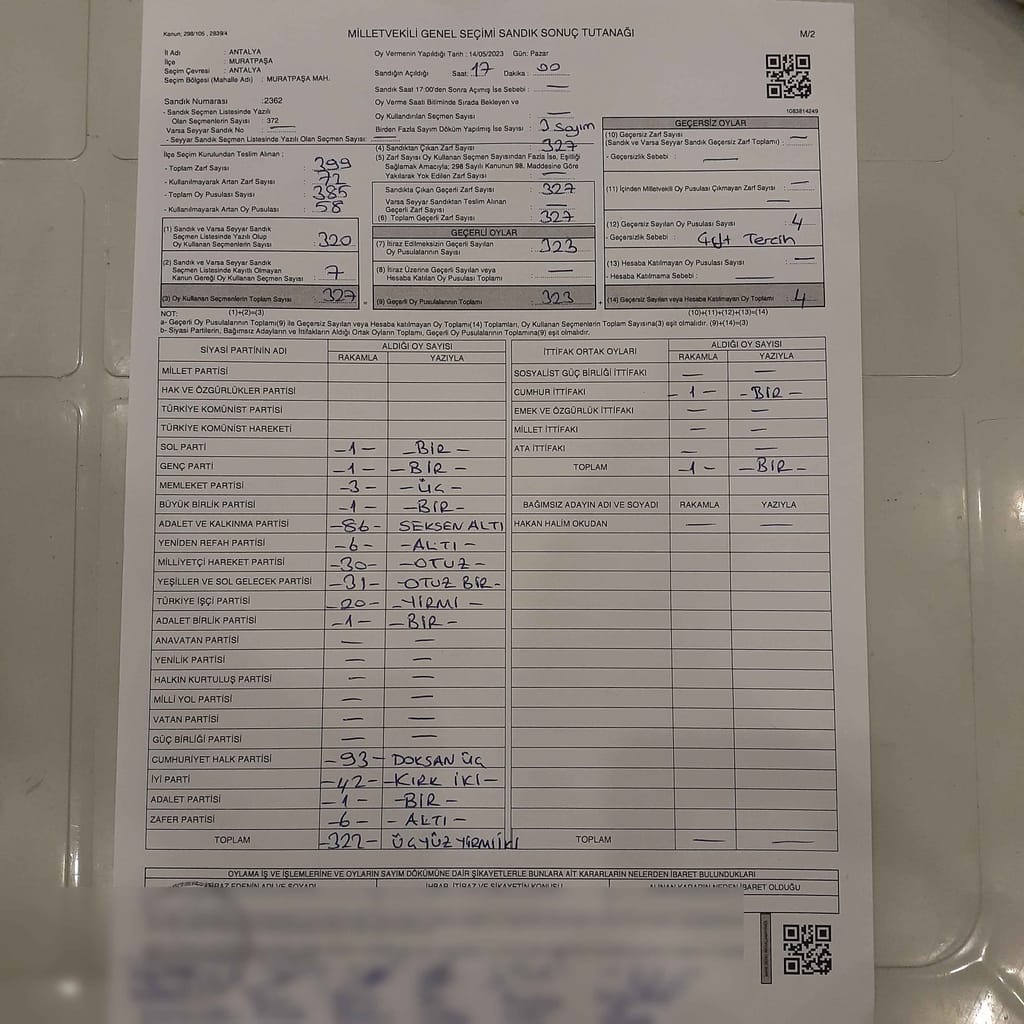 Kanun: 298/105 , 2839/4
MİLLETVEKİLİ GENEL SEÇİMİ SANDIK SONUÇ TUTANAĞI
M/2
İl Adı : ANTALYA
İlçe : MURATPAŞA
Seçim Çevresi : ANTALYA
Seçim Bölgesi (Mahalle Adı) : MURATPAŞA MAH.
Sandık Numarası :2362
- Sandık Seçmen Listesinde Yazılı
Olan Seçmenlerin Sayısı : 372
Varsa Seyyar Sandık No : —
- Seyyar Sandık Seçmen Listesinde Yazılı Olan Seçmen Sayısı: —
İlçe Seçim Kurulundan Teslim Alınan ;
- Toplam Zarf Sayısı : 399
- Kullanılmayarak Artan Zarf Sayısı : 72
- Toplam Oy Pusulası Sayısı : 385
- Kullanılmayarak Artan Oy Pusulası : 58
(1) Sandık ve Varsa Seyyar Sandık
Seçmen Listesinde Yazılı Olup
Oy Kullanan Seçmenlerin Sayısı : 320
(2) Sandık ve Varsa Seyyar Sandık
Seçmen Listesinde Kayıtlı Olmayan
Kanun Gereği Oy Kullanan Seçmen Sayısı : 7
(3) Oy Kullanan Seçmenlerin Toplam Sayısı : 327
Oy Vermenin Yapıldığı Tarih : 14/05/2023 Gün: Pazar
Sandığın Açıldığı Saat: 17 Dakika : 00
Sandık Saat 17:00'den Sonra Açımış İse Sebebi : —
Oy Verme Saati Bitiminde Sırada Bekleyen ve
Oy Kullandırılan Seçmen Sayısı : —
Birden Fazla Sayım Döküm Yapılmış İse Sayısı : Sayım
(4) Sandıktan Çıkan Zarf Sayısı : 327
(5) Zarf Sayısı Oy Kullanan Seçmen Sayısından Fazla İse, Eşitliği
Sağlamak Amacıyla; 298 Sayılı Kanunun 98. Maddesine Göre
Yakılarak Yok Edilen Zarf Sayısı : —
Sandıkta Çıkan Geçerli Zarf Sayısı : 327
Varsa Seyyar Sandıktan Teslim Alınan
Geçerli Zarf Sayısı : —
(6) Toplam Geçerli Zarf Sayısı : 327
GEÇERLİ OYLAR
(7) İtiraz Edilmeksizin Geçerli Sayılan
Oy Pusulalarının Sayısı : 323
(8) İtiraz Üzerine Geçerli Sayılan veya
Hesaba Katılan Oy Pusulası Sayısı : —
= (9) Geçerli Oy Pusulalarının Toplamı : 323
1083814249
GEÇERSİZ OYLAR
(10) Geçersiz Zarf Sayısı : —
(Sandık ve Varsa Seyyar Sandık Geçersiz Zarf Toplamı)
- Geçersizlik Sebebi : —
(11) İçinden Milletvekili Oy Pusulası Çıkmayan Zarf Sayısı : —
—
(12) Geçersiz Sayılan Oy Pusulası Sayısı : 4
- Geçersizlik Sebebi : Çift Tercih
(13) Hesaba Katılmayan Oy Pusulası Sayısı : —
- Hesaba Katılmama Sebebi : —
+ (14) Geçersiz Sayılan veya Hesaba Katılmayan Oy Toplamı : 4
NOT: (1)+(2)=(3) (10)+(11)+(12)+(13)=(14)
a- Geçerli Oy Pusulalarının Toplamı(9) ile Geçersiz Sayılan veya Hesaba Katılmayan Oy Toplamı(14) Toplamları, Oy Kullanan Seçmenlerin Toplam Sayısına(3) eşit olmalıdır. (9)+(14)=(3)
b- Siyasi Partilerin, Bağımsız Adayların ve İttifakların Aldığı Ortak Oyların Toplamı, Geçerli Oy Pusulalarının Toplamına(9) eşit olmalıdır.
SİYASİ PARTİNİN ADI ALDIĞI OY SAYISI
RAKAMLA YAZIYLA
MİLLET PARTİSİ
HAK VE ÖZGÜRLÜKLER PARTİSİ
TÜRKİYE KOMÜNİST PARTİSİ
TÜRKİYE KOMÜNİST HAREKETİ
SOL PARTİ -1- -BİR-
GENÇ PARTİ -1- -BİR-
MEMLEKET PARTİSİ -3- -ÜÇ-
BÜYÜK BİRLİK PARTİSİ -1- -BİR-
ADALET VE KALKINMA PARTİSİ -86- SEKSEN ALTI
YENİDEN REFAH PARTİSİ -6- -ALTI-
MİLLİYETÇİ HAREKET PARTİSİ -30- -OTUZ-
YEŞİLLER VE SOL GELECEK PARTİSİ -31- -OTUZ BİR-
TÜRKİYE İŞÇİ PARTİSİ -20- -YİRMİ-
ADALET BİRLİK PARTİSİ -1- -BİR-
ANAVATAN PARTİSİ — —
YENİLİK PARTİSİ — —
HALKIN KURTULUŞ PARTİSİ — —
MİLLİ YOL PARTİSİ — —
VATAN PARTİSİ — —
GÜÇ BİRLİĞİ PARTİSİ — —
CUMHURİYET HALK PARTİSİ -93- DOKSAN ÜÇ
İYİ PARTİ -42- -KIRK İKİ-
ADALET PARTİSİ -1- -BİR-
ZAFER PARTİSİ -6- -ALTI-
TOPLAM -322- ÜÇYÜZ YİRMİİKİ
İTTİFAK ORTAK OYLARI ALDIĞI OY SAYISI
RAKAMLA YAZIYLA
SOSYALİST GÜÇ BİRLİĞİ İTTİFAKI — —
CUMHUR İTTİFAKI -1- -BİR-
EMEK VE ÖZGÜRLÜK İTTİFAKI — —
MİLLET İTTİFAKI — —
ATA İTTİFAKI — —
TOPLAM -1- -BİR-
BAĞIMSIZ ADAYIN ADI VE SOYADI RAKAMLA YAZIYLA
HAKAN HALİM OKUDAN — —
TOPLAM — —
OYLAMA İŞ VE İŞLEMLERİNE VE OYLARIN SAYIM DÖKÜMÜNE DAİR ŞİKAYETLERLE BUNLARA AİT KARARLARIN NELERDEN İBARET BULUNDUKLARI
İTİRAZ EDENİN ADI VE SOYADI İHBAR, İTİRAZ VE ŞİKAYETİN KONUSU ALINAN KARARIN NEDEN İBARET OLDUĞU